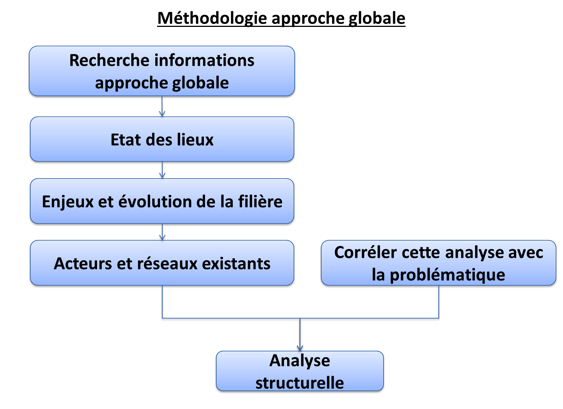 Méthodologie approche globale
Recherche informations
approche globale
Etat des lieux
Enjeux et évolution de la filière
Acteurs et réseaux existants
Corréler cette analyse avec
la problématique
Analyse
structurelle